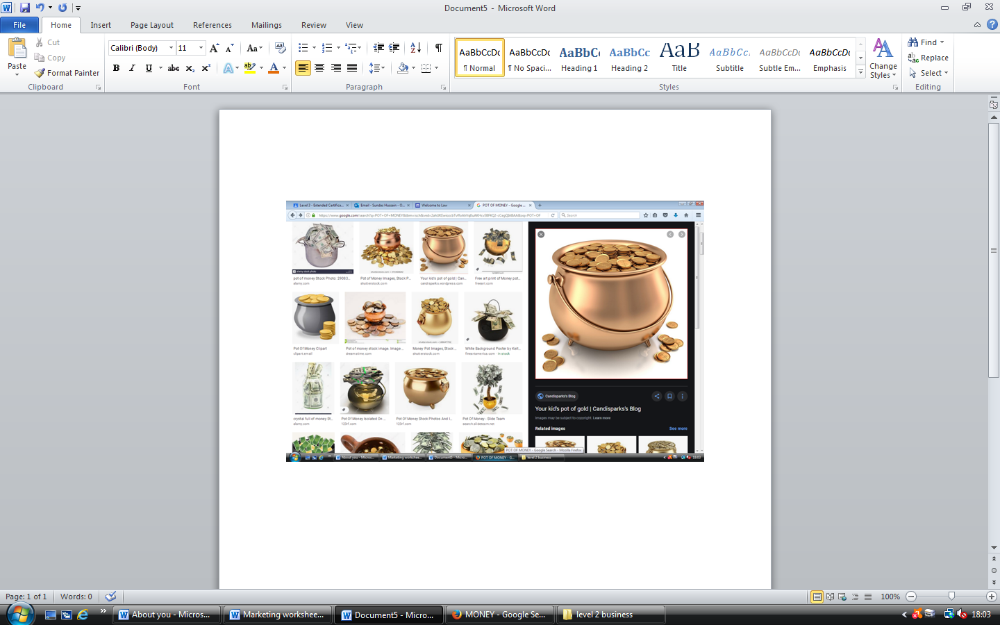 Document5 - Microsoft Word
File Home Insert Page Layout References Mailings Review View
Cut
Copy
Paste Format Painter
Calibri (Body) 11
AaBbCcDc AaBbCcDc AaBbCc AaBbCc AaB AaBbCc. AaBbCcDc AaBbCcDc
¶ Normal ¶ No Spaci... Heading 1 Heading 2 Title Subtitle Subtle Em... Emphasis
Change Styles
Find
Replace
Select
Clipboard Font Paragraph Styles Editing
Level 3 - Extended Certifica... Email - Sundas Hussain - O... Welcome to Law POT OF MONEY - Google ...
Search
pot of money Stock Photo: 29083... Pot of Money Images, Stock P... Your kid's pot of gold | Can... Free art print of Money pot...
alamy.com shutterstock.com candisparks.wordpress.com freeart.com
Pot Of Money Clipart Pot of money stock image. Image ... Money Pot Images, Stock ... White Background Poster by Ket...
clipart.email dreamstime.com shutterstock.com fineartamerica.com In stock
crystal full of money St... Pot Of Money Isolated On ... Pot Of Money Stock Photos And I... Pot Of Money - Slide Team
alamy.com 123rf.com 123rf.com search.slideteam.net
Candisparks's Blog
Your kid's pot of gold | Candisparks's Blog
Images may be subject to copyright. Learn more
Related images See more
POT OF MONEY - Google Search - Mozilla Firefox
About you - Micros... Marketing workshee... Document5 - Micro... POT OF MONEY - G... level 2 business 18:03
Page: 1 of 1 Words: 0 100%
About you - Micros... Marketing workshee... Document5 - Micro... MONEY - Google Se... level 2 business 18:03